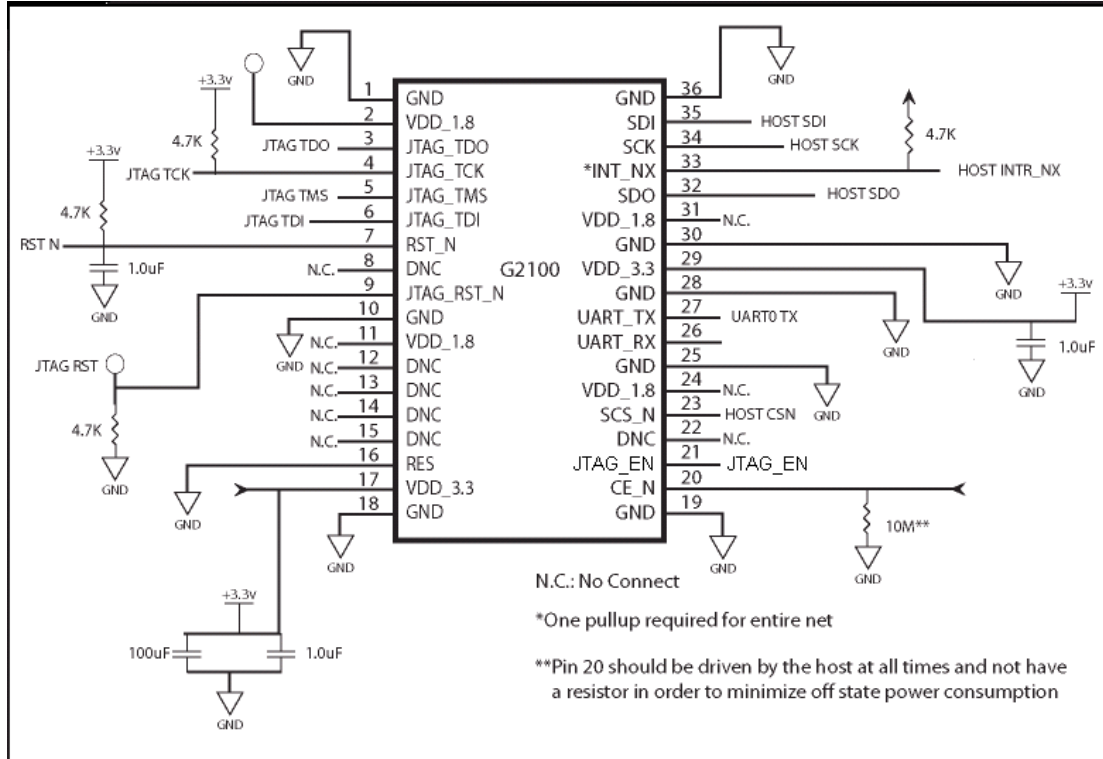 GND
GND
+3.3v
1
GND
GND
36
2
VDD_1.8
SDI
35
HOST SDI
4.7K
JTAG TDO
3
JTAG_TDO
SCK
34
HOST SCK
4.7K
+3.3v
JTAG TCK
4
JTAG_TCK
*INT_NX
33
HOST INTR_NX
JTAG TMS
5
JTAG_TMS
SDO
32
HOST SDO
4.7K
JTAG TDI
6
JTAG_TDI
VDD_1.8
31
N.C.
RST N
7
RST_N
GND
30
1.0uF
N.C.
8
DNC
G2100
VDD_3.3
29
GND
GND
9
JTAG_RST_N
GND
28
+3.3v
10
GND
UART_TX
27
UART0 TX
GND
N.C.
11
VDD_1.8
UART_RX
26
1.0uF
JTAG RST
GND
N.C.
12
DNC
GND
25
GND
N.C.
13
DNC
VDD_1.8
24
N.C.
GND
4.7K
N.C.
14
DNC
SCS_N
23
HOST CSN
N.C.
15
DNC
DNC
22
N.C.
GND
16
RES
JTAG_EN
21
JTAG_EN
17
VDD_3.3
CE_N
20
GND
18
GND
GND
19
10M**
GND
GND
GND
N.C.: No Connect
+3.3v
*One pullup required for entire net
100uF
1.0uF
GND
**Pin 20 should be driven by the host at all times and not have
a resistor in order to minimize off state power consumption